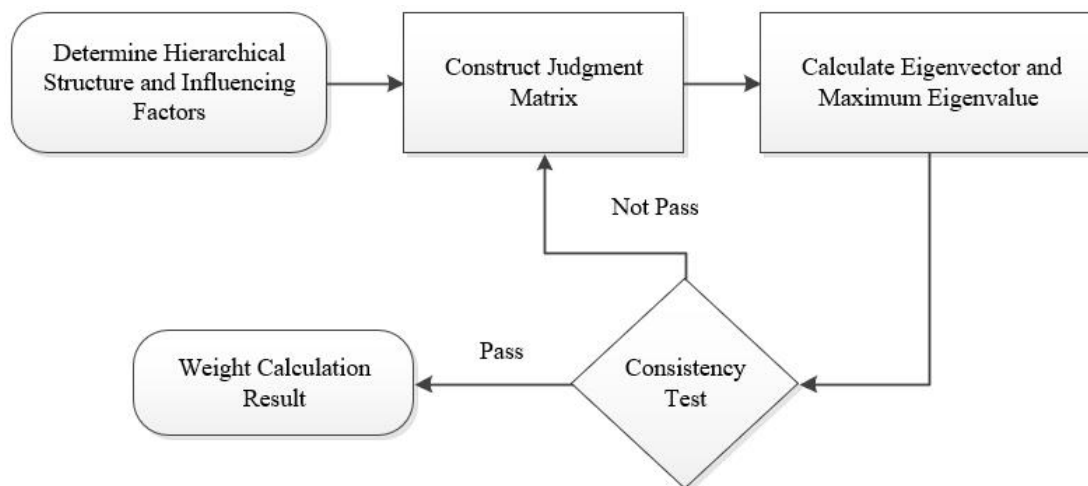 Determine Hierarchical
Structure and Influencing
Factors
Construct Judgment
Matrix
Calculate Eigenvector and
Maximum Eigenvalue
Not Pass
Pass
Consistency
Test
Weight Calculation
Result